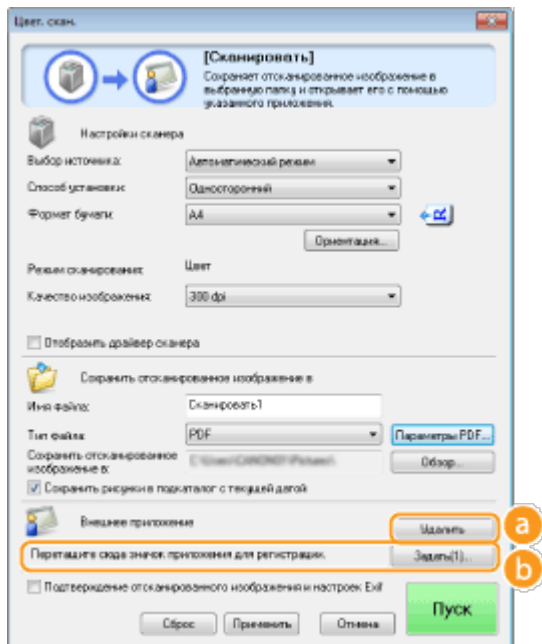 Цвет. скан.
[Сканировать]
Сохраняет отсканированное изображение в
выбранную папку и открывает его с помощью
указанного приложения.
Настройки сканера
Выбор источника: Автоматический режим
Способ установки: Односторонний
Формат бумаги: A4
Ориентация...
Режим сканирования: Цвет
Качество изображения: 300 dpi
Отобразить драйвер сканера
Сохранить отсканированное изображение в
Имя файла: Сканировать1
Тип файла: PDF Параметры PDF...
Сохранить отсканированное
изображение в: Обзор...
Сохранить рисунки в подкаталог с текущей датой
Внешнее приложение Удалить a
Перетащите сюда значок приложения для регистрации. Задать(1)... b
Подтверждение отсканированного изображения и настроек Exif
Сброс Применить Отмена Пуск